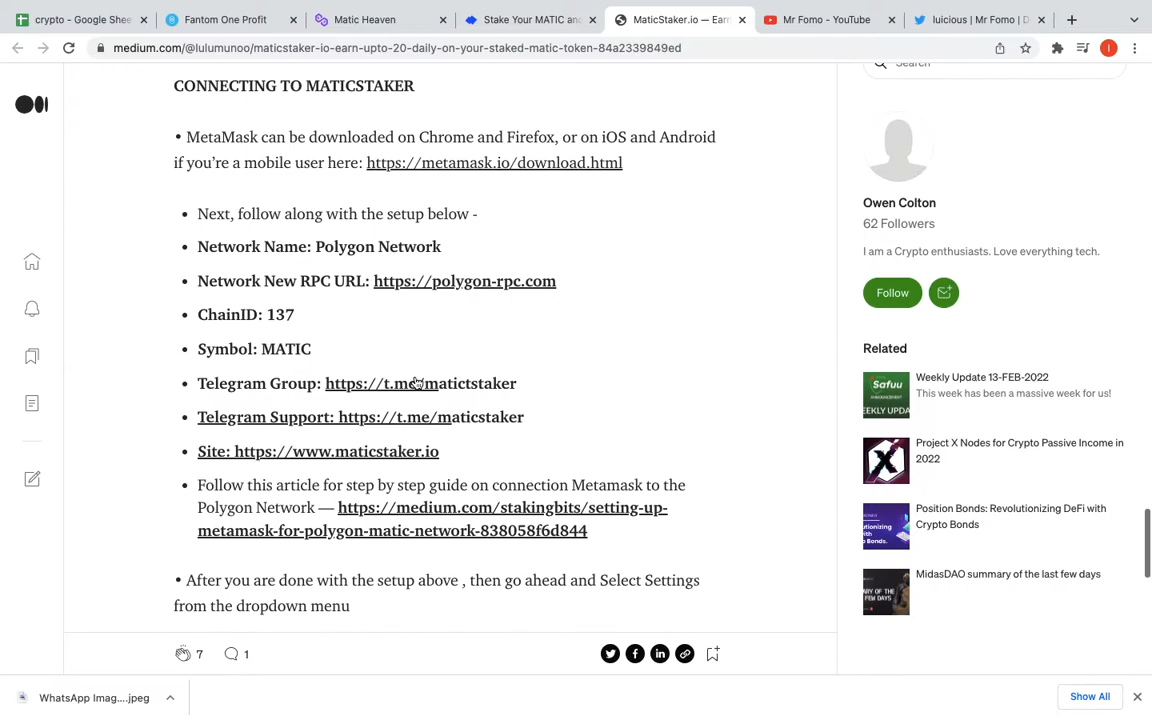 crypto - Google Shee
Fantom One Profit
Matic Heaven
Stake Your MATIC and
MaticStaker.io — Earn
Mr Fomo - YouTube
luicious | Mr Fomo | D
medium.com/@lulumunoo/maticstaker-io-earn-upto-20-daily-on-your-staked-matic-token-84a2339849ed
I
Search
CONNECTING TO MATICSTAKER
• MetaMask can be downloaded on Chrome and Firefox, or on iOS and Android
if you're a mobile user here: https://metamask.io/download.html
• Next, follow along with the setup below -
• Network Name: Polygon Network
• Network New RPC URL: https://polygon-rpc.com
• ChainID: 137
• Symbol: MATIC
• Telegram Group: https://t.me/matictstaker
• Telegram Support: https://t.me/maticstaker
• Site: https://www.maticstaker.io
• Follow this article for step by step guide on connection Metamask to the
Polygon Network — https://medium.com/stakingbits/setting-up-
metamask-for-polygon-matic-network-838058f6d844
• After you are done with the setup above , then go ahead and Select Settings
from the dropdown menu
7
1
Owen Colton
62 Followers
I am a Crypto enthusiasts. Love everything tech.
Follow
Related
Safuu
ANNOUNCEMENT
Weekly Update 13-FEB-2022
This week has been a massive week for us!
Project X Nodes for Crypto Passive Income in
2022
Position Bonds: Revolutionizing DeFi with
Crypto Bonds
MidasDAO summary of the last few days
WhatsApp Imag....jpeg
Show All